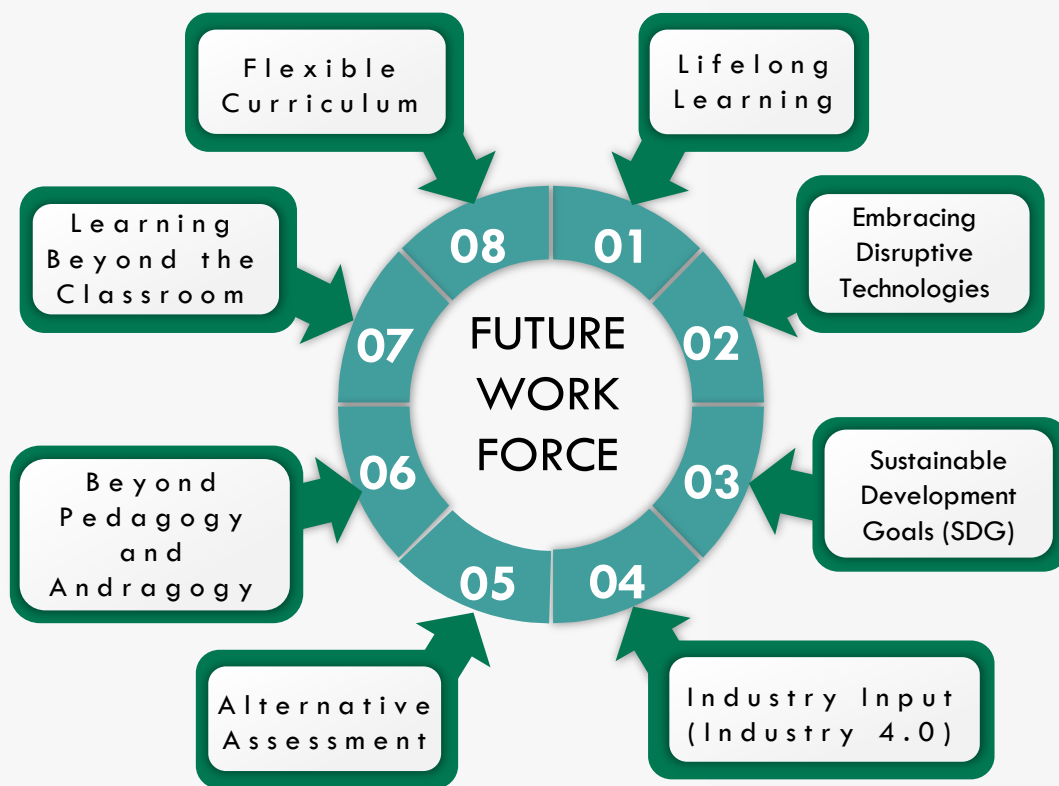 Flexible
Curriculum
Lifelong
Learning
Learning
Beyond the
Classroom
Embracing
Disruptive
Technologies
08
01
07
02
FUTURE
WORK
FORCE
06
03
Beyond
Pedagogy
and
Andragogy
Sustainable
Development
Goals (SDG)
05
04
Alternative
Assessment
Industry Input
(Industry 4.0)